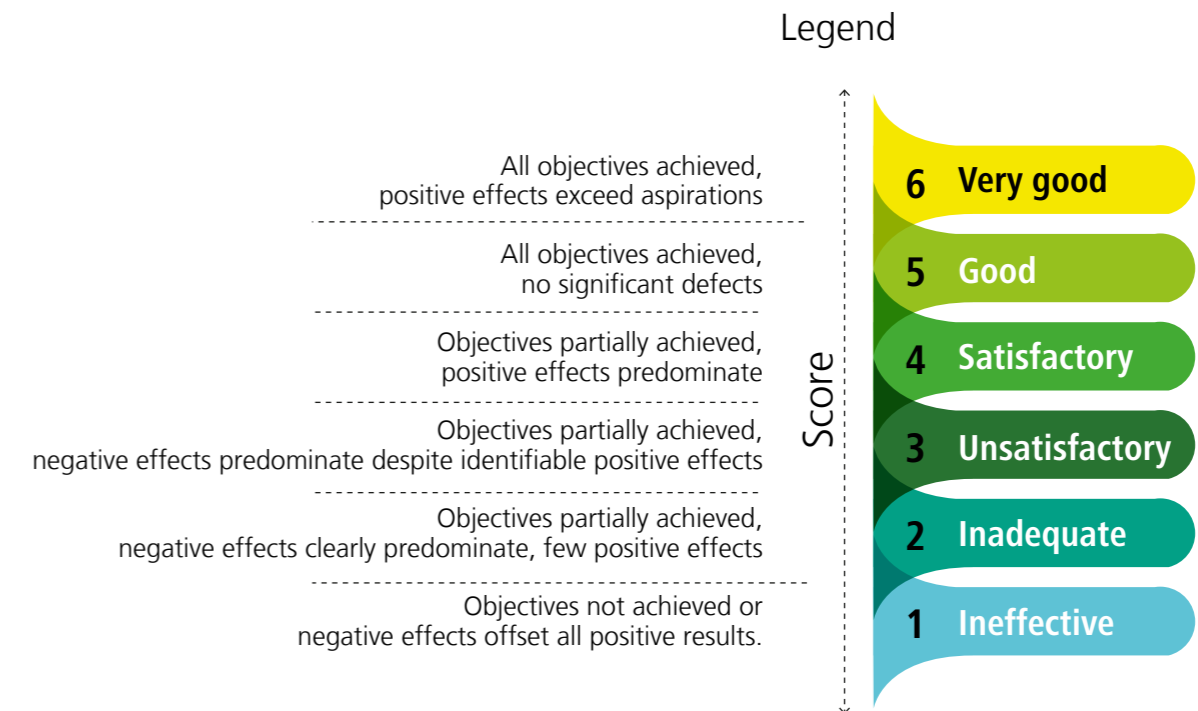 Legend
All objectives achieved,
positive effects exceed aspirations
6 Very good
All objectives achieved,
no significant defects
5 Good
Objectives partially achieved,
positive effects predominate
4 Satisfactory
Score
Objectives partially achieved,
negative effects predominate despite identifiable positive effects
3 Unsatisfactory
Objectives partially achieved,
negative effects clearly predominate, few positive effects
2 Inadequate
Objectives not achieved or
negative effects offset all positive results.
1 Ineffective